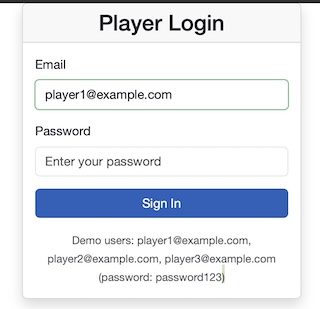 Player Login
Email
player1@example.com
Password
Enter your password
Sign In
Demo users: player1@example.com,
player2@example.com, player3@example.com
(password: password123)